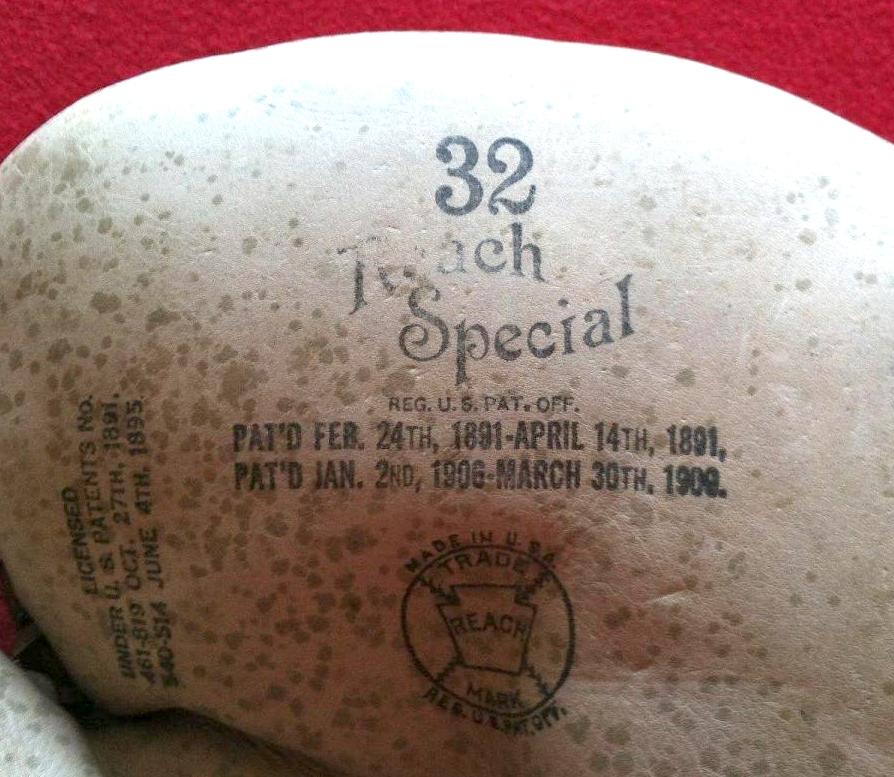 32
Reach
Special
REG. U.S. PAT. OFF.
PAT'D FEB. 24TH, 1891-APRIL 14TH, 1891,
PAT'D JAN. 2ND, 1906-MARCH 30TH, 1909.
LICENSED
UNDER U.S. PATENTS NO.
461-819 OCT. 27TH, 1891.
540-514 JUNE 4TH, 1895.
MADE IN U.S.A.
TRADE
REACH
MARK
REG. U.S. PAT. OFF.